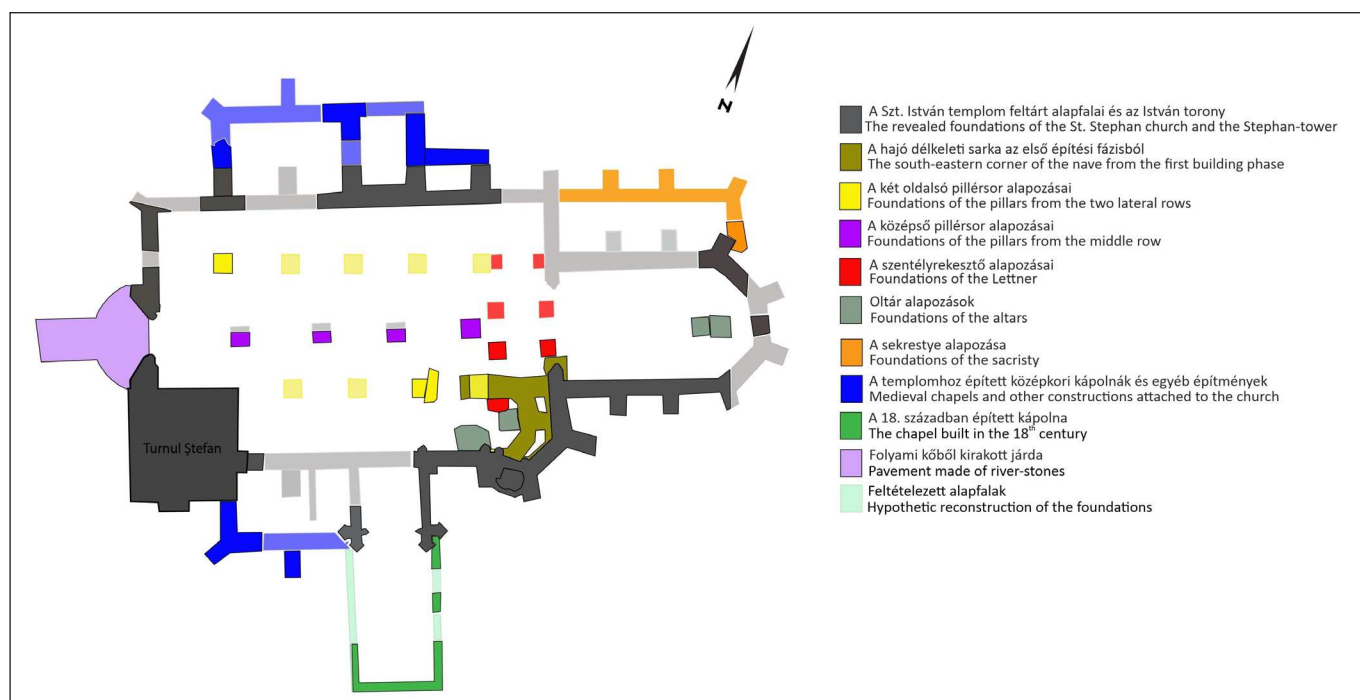 N
Turnul Ștefan
A Szt. István templom feltárt alapfalai és az István torony
The revealed foundations of the St. Stephan church and the Stephan-tower
A hajó délkeleti sarka az első építési fázisból
The south-eastern corner of the nave from the first building phase
A két oldalsó pillérsor alapozásai
Foundations of the pillars from the two lateral rows
A középső pillérsor alapozásai
Foundations of the pillars from the middle row
A szentélyrekesztő alapozásai
Foundations of the Lettner
Oltár alapozások
Foundations of the altars
A sekrestye alapozása
Foundations of the sacristy
A templomhoz épített középkori kápolnák és egyéb építmények
Medieval chapels and other constructions attached to the church
A 18. században épített kápolna
The chapel built in the 18th century
Folyami kőből kirakott járda
Pavement made of river-stones
Feltételezett alapfalak
Hypothetic reconstruction of the foundations